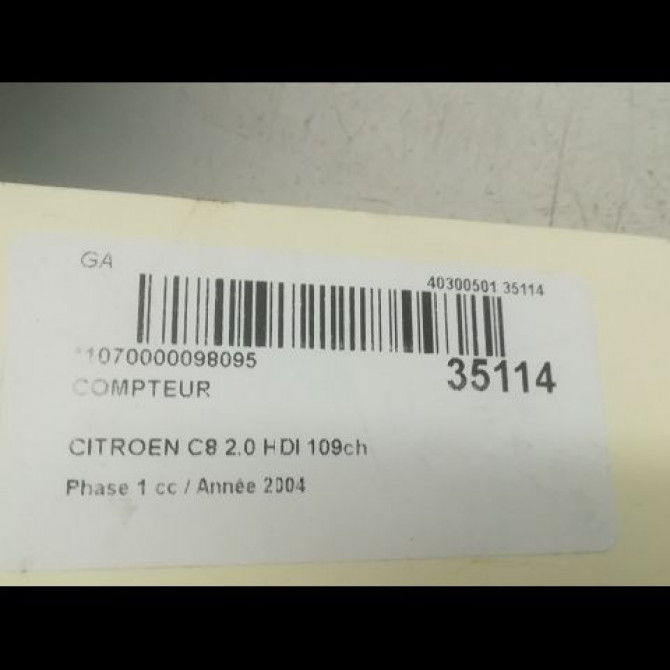 GA
40300501 35114
*1070000098095
35114
COMPTEUR
CITROEN C8 2.0 HDI 109ch
Phase 1 cc / Année 2004